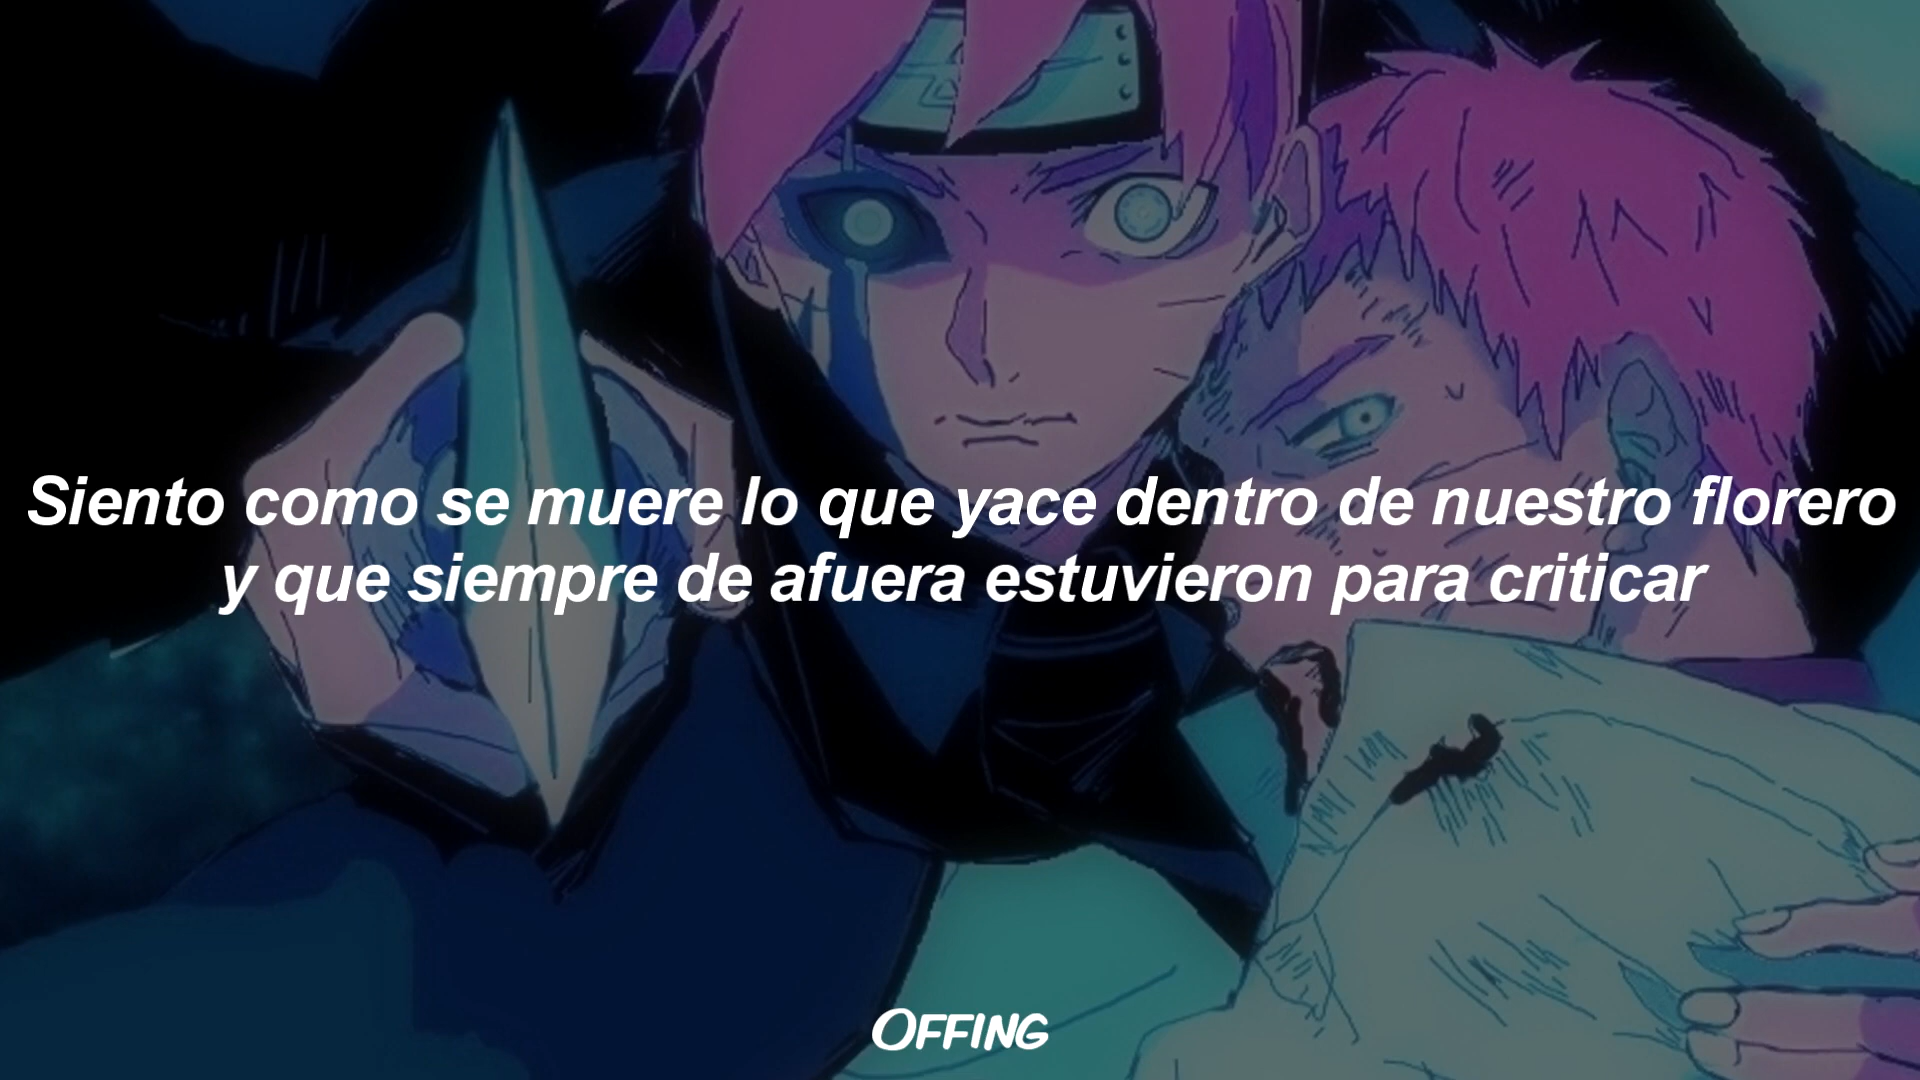 Siento como se muere lo que yace dentro de nuestro florero
y que siempre de afuera estuvieron para criticar
OFFING